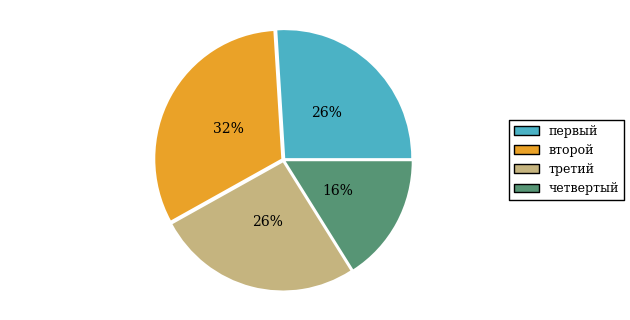 26%
32%
16%
26%
первый
второй
третий
четвертый